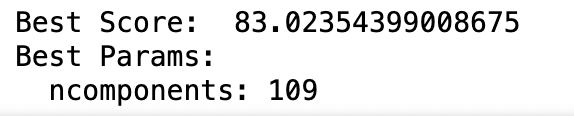 Best Score:  83.02354399008675
Best Params:
  ncomponents: 109